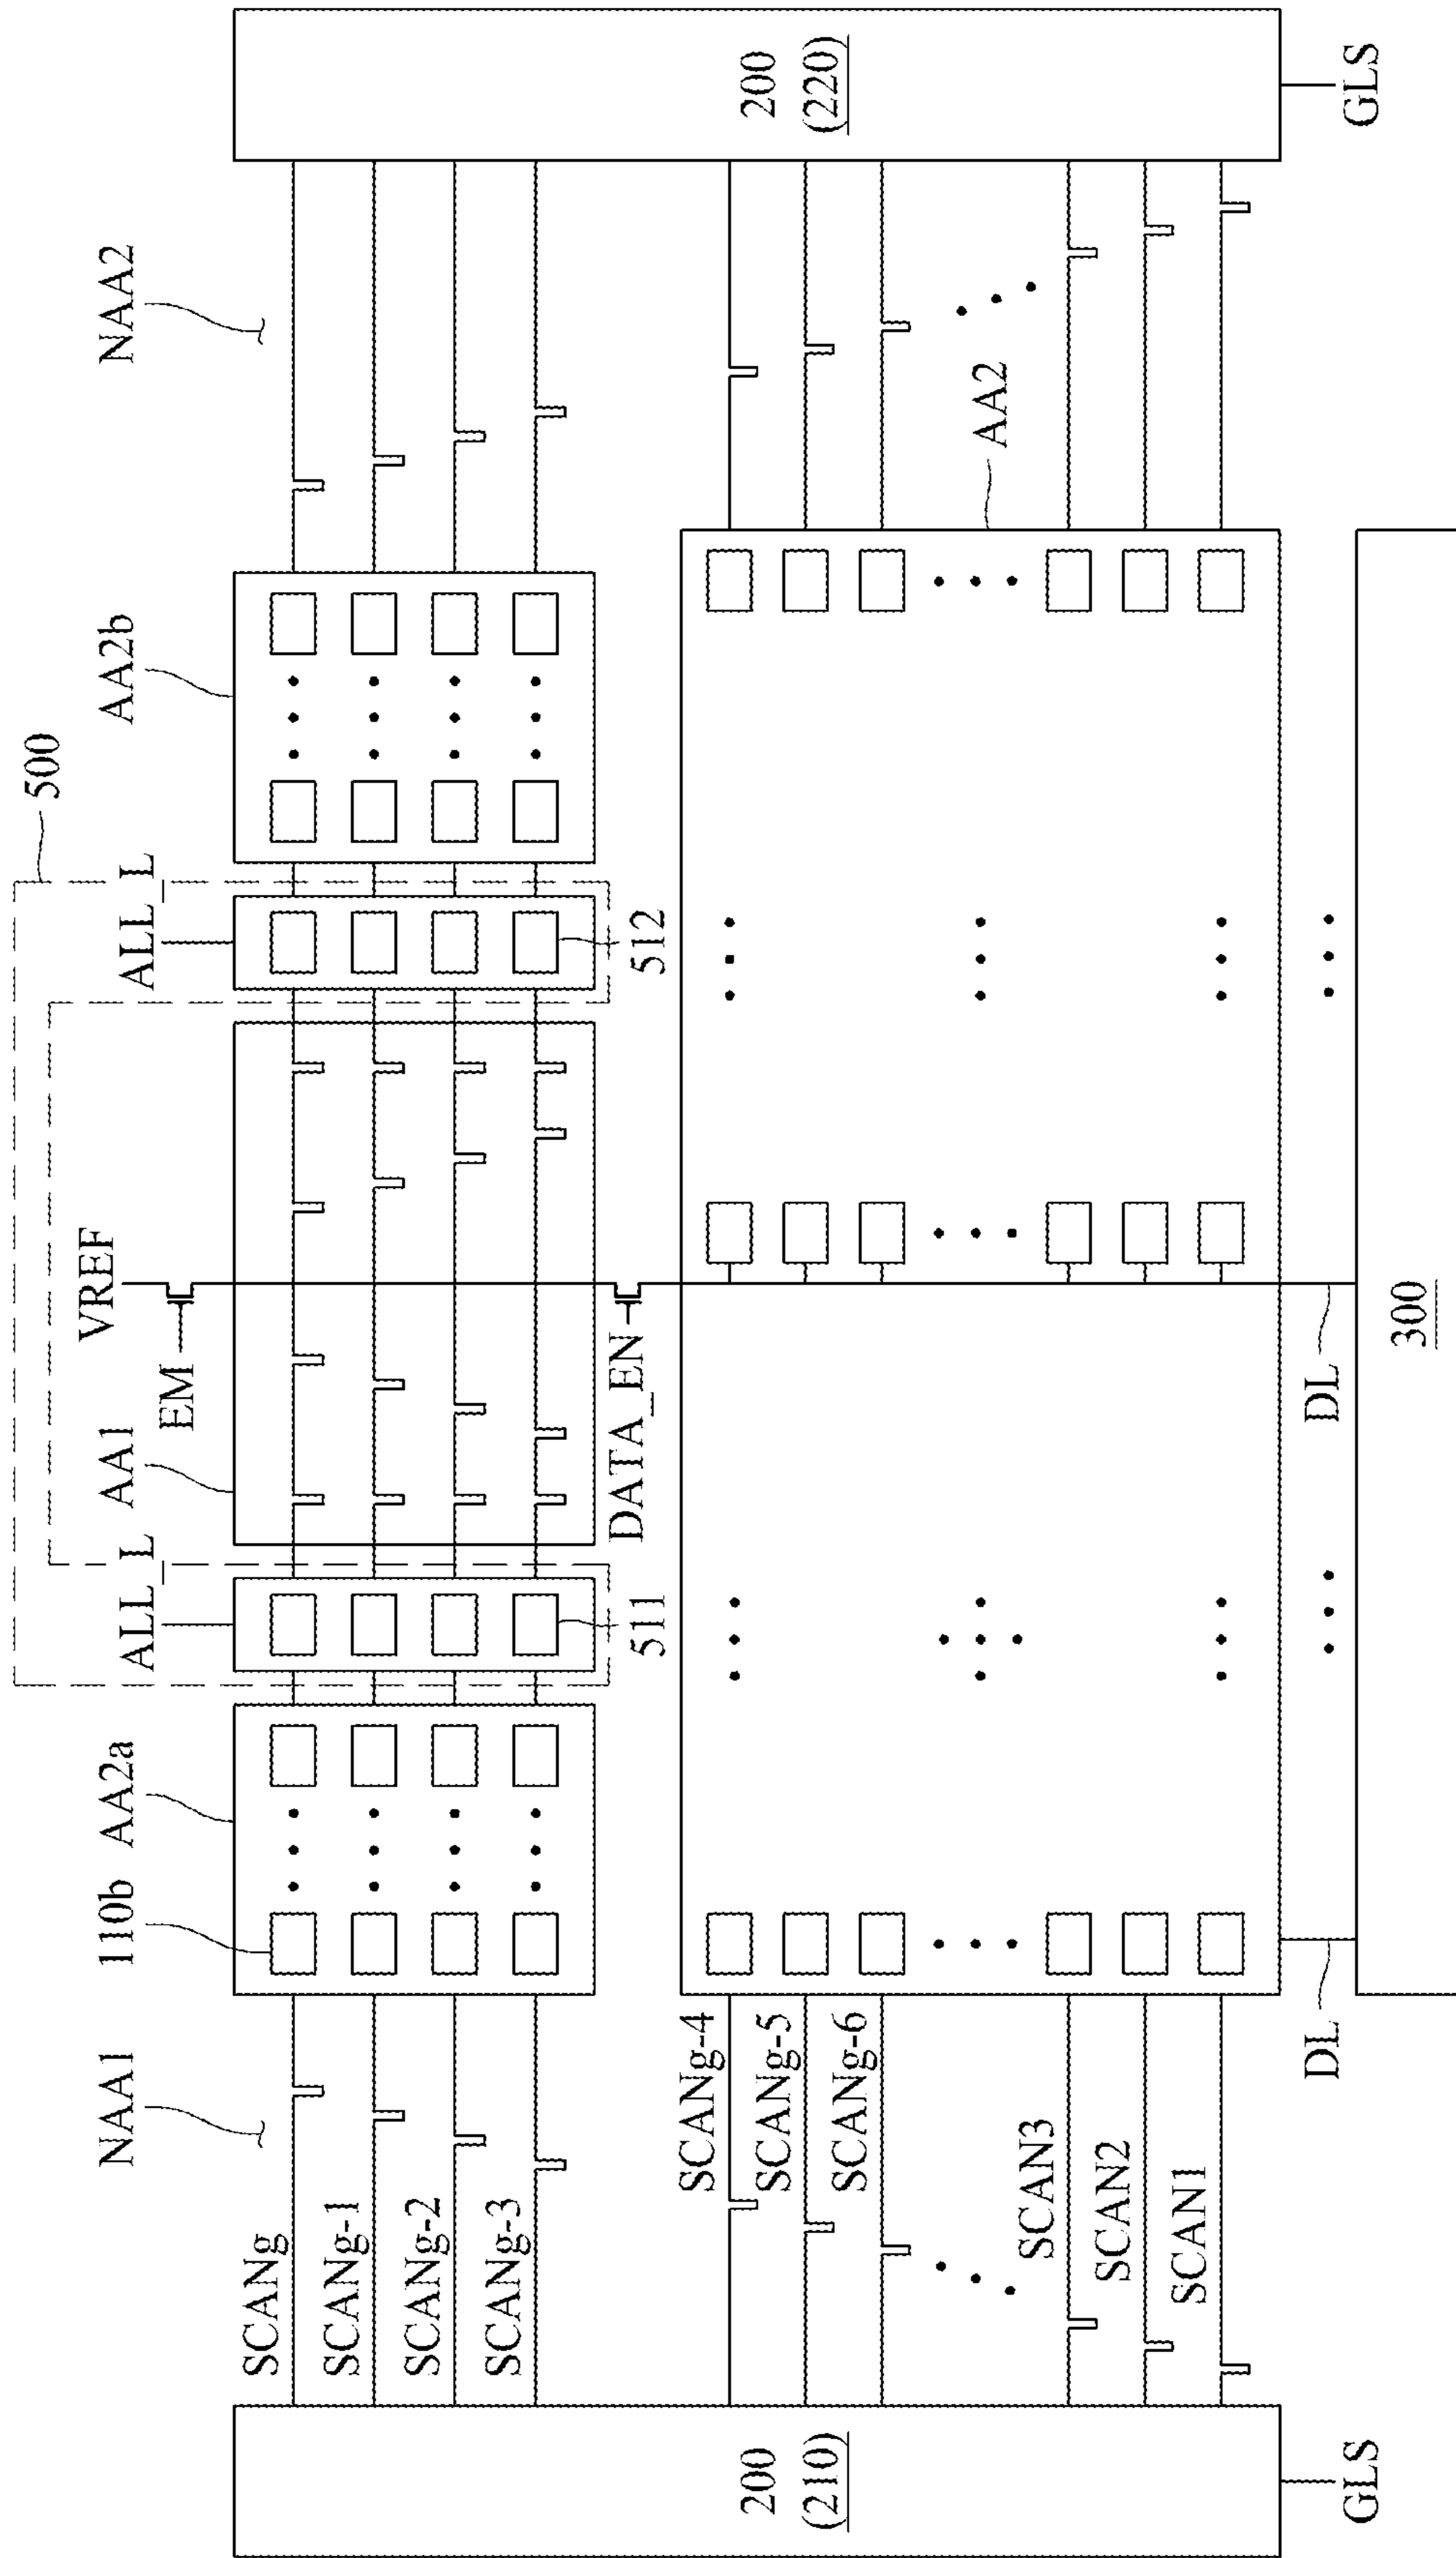 500
VREF
NAA1
110b
AA2a
ALL_L
AA1
EM
ALL_L
AA2b
NAA2
SCANg
SCANg-1
SCANg-2
SCANg-3
511
DATA_EN
512
200
(210)
200
(220)
SCANg-4
SCANg-5
SCANg-6
SCAN3
SCAN2
SCAN1
AA2
GLS
DL
DL
GLS
300